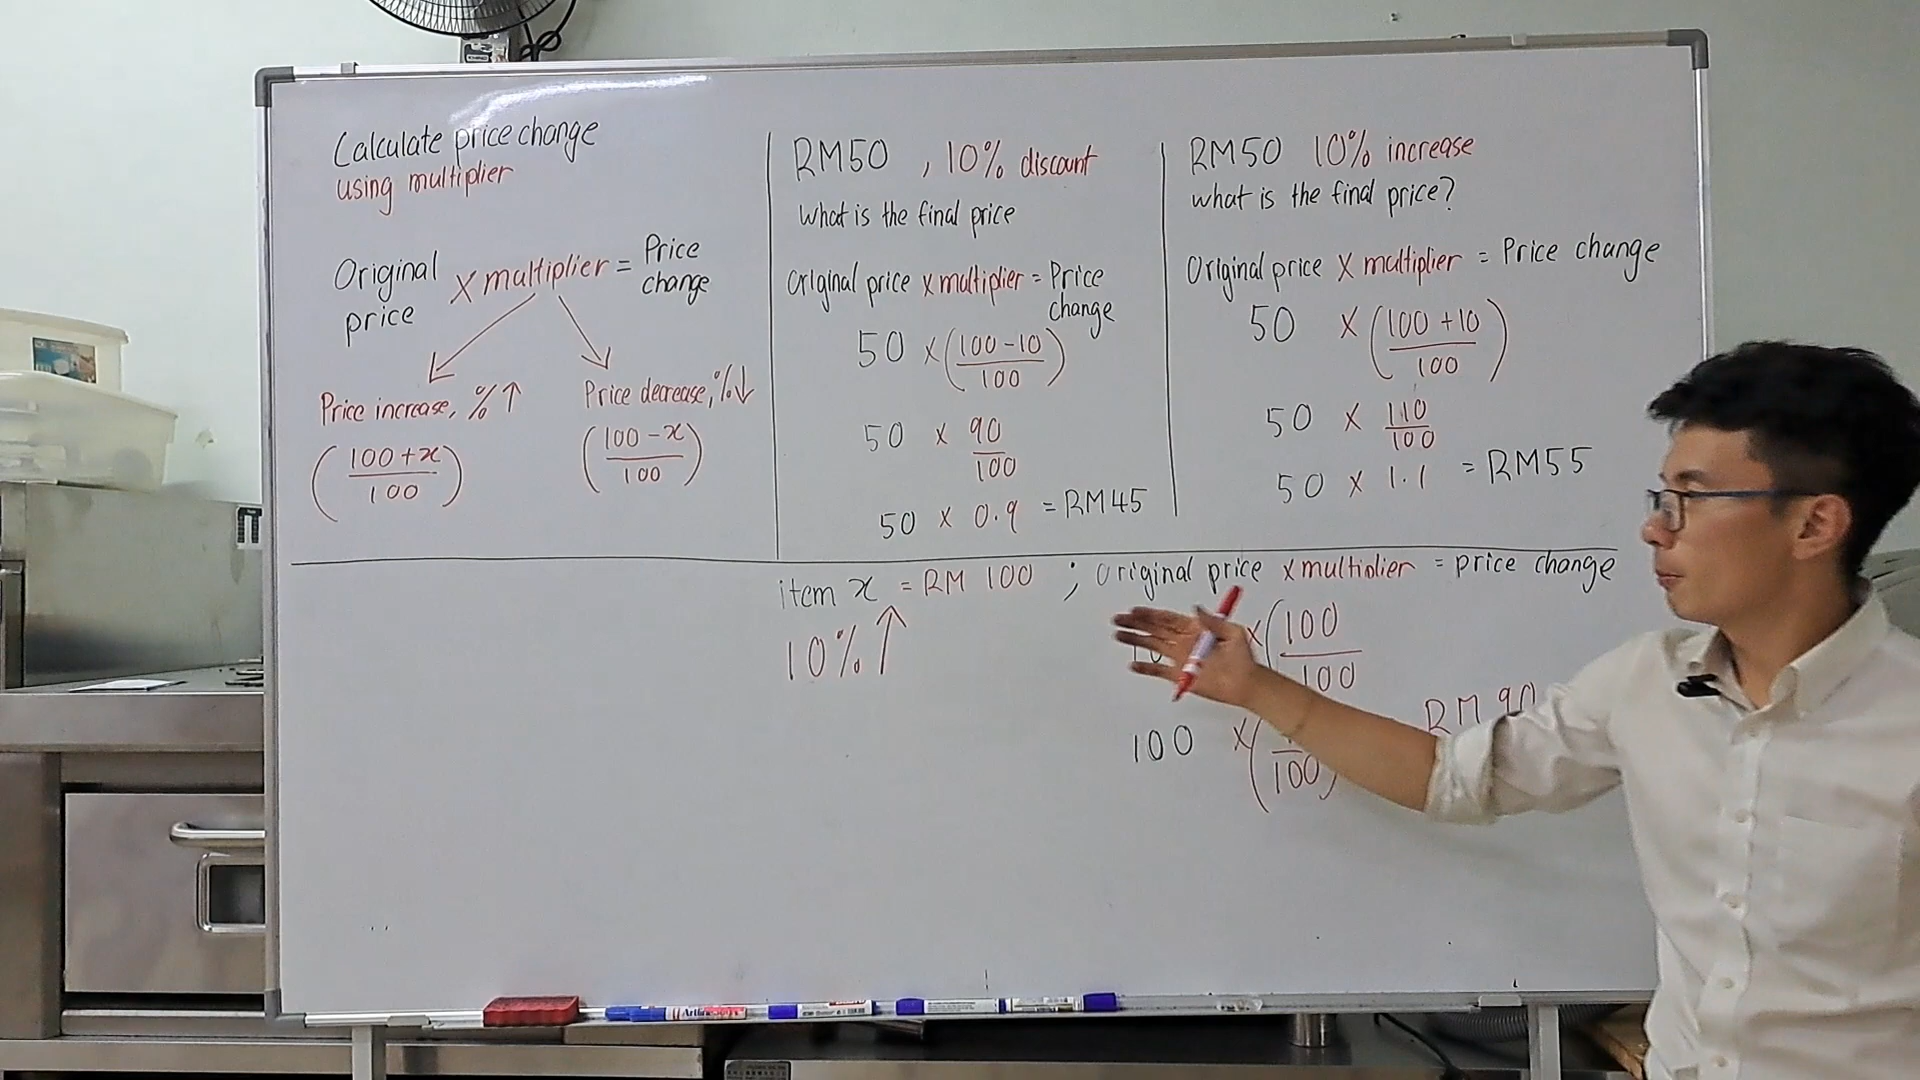 Calculate price change
using multiplier
Original price × multiplier = Price change
Price increase, % ↑
Price decrease, % ↓
(100 + x / 100)
(100 - x / 100)
RM50 , 10% discount
What is the final price
Original price × multiplier = Price change
50 × (100 - 10 / 100)
50 × 90 / 100
50 × 0.9 = RM45
RM50 10% increase
what is the final price?
Original price × multiplier = Price change
50 × (100 + 10 / 100)
50 × 110 / 100
50 × 1.1 = RM55
item x = RM 100 ; Original price × multiplier = price change
10% ↑
× (100 / 100
100 × ( / 100)
RM 90